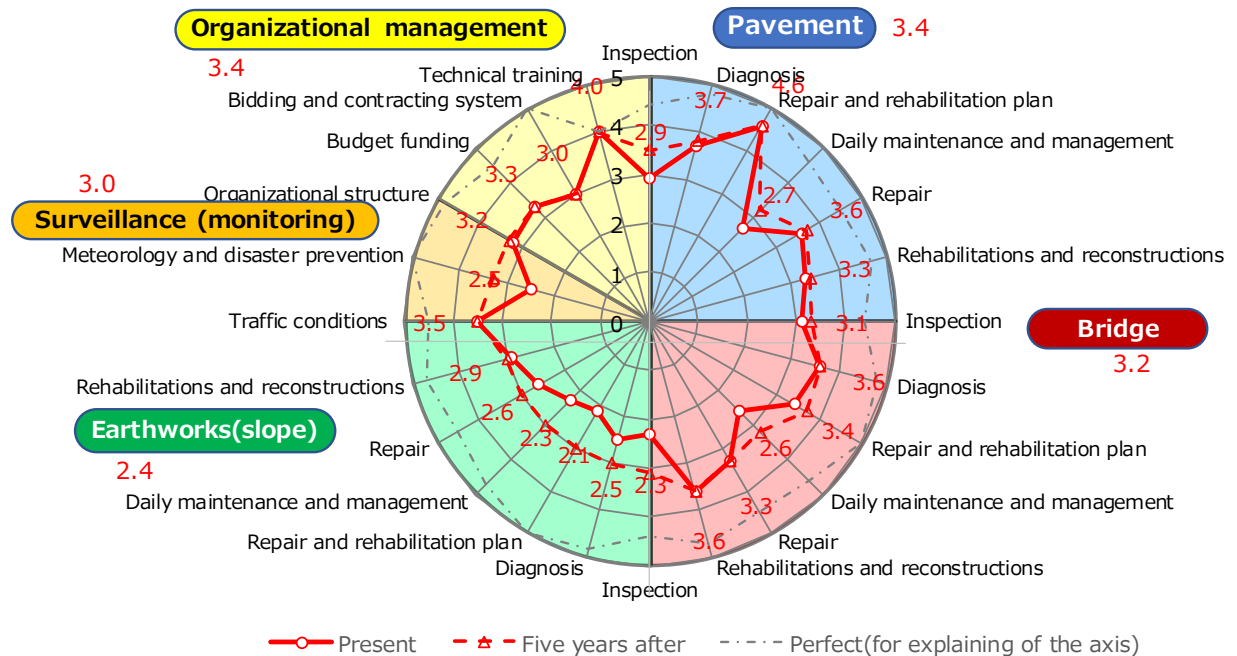 Organizational management
3.4
Pavement
3.4
Inspection
Technical training
4.0
5
Diagnosis
4.6
Bidding and contracting system
3.7
Repair and rehabilitation plan
Budget funding
3.0
4
2.9
Daily maintenance and management
3.3
3.0
3
2.7
Organizational structure
Repair
3.6
Surveillance (monitoring)
3.2
2
Meteorology and disaster prevention
2.5
1
3.3
Rehabilitations and reconstructions
Traffic conditions
3.5
0
3.1
Inspection
Bridge
3.2
Rehabilitations and reconstructions
2.9
3.6
Diagnosis
Earthworks(slope)
2.4
2.6
3.4
Repair
2.3
2.6
Repair and rehabilitation plan
2.1
Daily maintenance and management
2.5
2.3
3.3
Daily maintenance and management
Repair and rehabilitation plan
3.6
Repair
Diagnosis
Rehabilitations and reconstructions
Inspection
Present
Five years after
Perfect(for explaining of the axis)